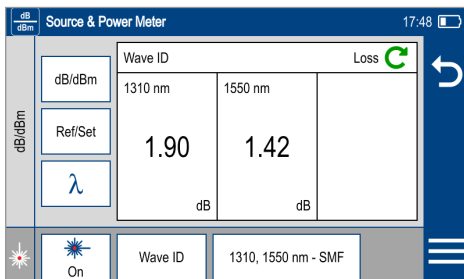 dB
dBm
Source & Power Meter
17:48
dB/dBm
dB/dBm
Ref/Set
λ
Wave ID
Loss
1310 nm
1550 nm
1.90
1.42
dB
dB
On
Wave ID
1310, 1550 nm - SMF